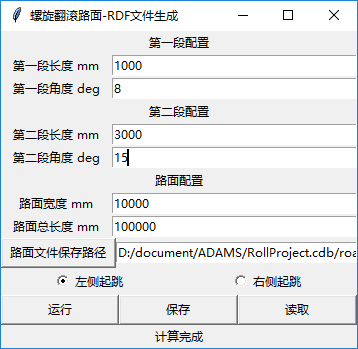 螺旋翻滚路面-RDF文件生成
第一段配置
第一段长度 mm 1000
第一段角度 deg 8
第二段配置
第二段长度 mm 3000
第二段角度 deg 15
路面配置
路面宽度 mm 10000
路面总长度 mm 100000
路面文件保存路径 D:/document/ADAMS/RollProject.cdb/roa
左侧起跳 右侧起跳
运行 保存 读取
计算完成